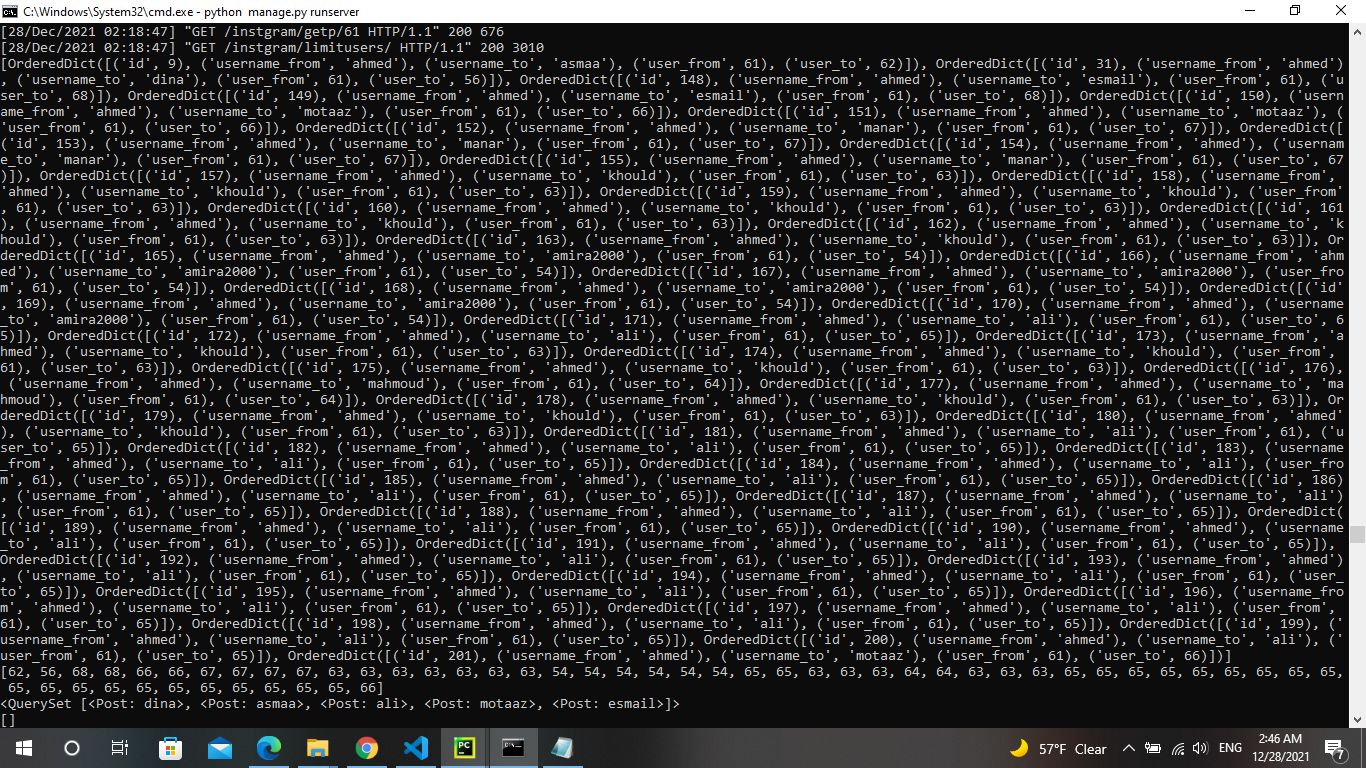 C:\Windows\System32\cmd.exe - python  manage.py runserver
[28/Dec/2021 02:18:47] "GET /instgram/getp/61 HTTP/1.1" 200 676
[28/Dec/2021 02:18:47] "GET /instgram/limitusers/ HTTP/1.1" 200 3010
[OrderedDict([('id', 9), ('username_from', 'ahmed'), ('username_to', 'asmaa'), ('user_from', 61), ('user_to', 62)]), OrderedDict([('id', 31), ('username_from', 'ahmed')
, ('username_to', 'dina'), ('user_from', 61), ('user_to', 56)]), OrderedDict([('id', 148), ('username_from', 'ahmed'), ('username_to', 'esmail'), ('user_from', 61), ('u
ser_to', 68)]), OrderedDict([('id', 149), ('username_from', 'ahmed'), ('username_to', 'esmail'), ('user_from', 61), ('user_to', 68)]), OrderedDict([('id', 150), ('usern
ame_from', 'ahmed'), ('username_to', 'motaaz'), ('user_from', 61), ('user_to', 66)]), OrderedDict([('id', 151), ('username_from', 'ahmed'), ('username_to', 'motaaz'), (
'user_from', 61), ('user_to', 66)]), OrderedDict([('id', 152), ('username_from', 'ahmed'), ('username_to', 'manar'), ('user_from', 61), ('user_to', 67)]), OrderedDict([
('id', 153), ('username_from', 'ahmed'), ('username_to', 'manar'), ('user_from', 61), ('user_to', 67)]), OrderedDict([('id', 154), ('username_from', 'ahmed'), ('usernam
e_to', 'manar'), ('user_from', 61), ('user_to', 67)]), OrderedDict([('id', 155), ('username_from', 'ahmed'), ('username_to', 'manar'), ('user_from', 61), ('user_to', 67
)]), OrderedDict([('id', 157), ('username_from', 'ahmed'), ('username_to', 'khould'), ('user_from', 61), ('user_to', 63)]), OrderedDict([('id', 158), ('username_from', 
'ahmed'), ('username_to', 'khould'), ('user_from', 61), ('user_to', 63)]), OrderedDict([('id', 159), ('username_from', 'ahmed'), ('username_to', 'khould'), ('user_from'
, 61), ('user_to', 63)]), OrderedDict([('id', 160), ('username_from', 'ahmed'), ('username_to', 'khould'), ('user_from', 61), ('user_to', 63)]), OrderedDict([('id', 161
), ('username_from', 'ahmed'), ('username_to', 'khould'), ('user_from', 61), ('user_to', 63)]), OrderedDict([('id', 162), ('username_from', 'ahmed'), ('username_to', 'k
hould'), ('user_from', 61), ('user_to', 63)]), OrderedDict([('id', 163), ('username_from', 'ahmed'), ('username_to', 'khould'), ('user_from', 61), ('user_to', 63)]), Or
deredDict([('id', 165), ('username_from', 'ahmed'), ('username_to', 'amira2000'), ('user_from', 61), ('user_to', 54)]), OrderedDict([('id', 166), ('username_from', 'ahm
ed'), ('username_to', 'amira2000'), ('user_from', 61), ('user_to', 54)]), OrderedDict([('id', 167), ('username_from', 'ahmed'), ('username_to', 'amira2000'), ('user_fro
m', 61), ('user_to', 54)]), OrderedDict([('id', 168), ('username_from', 'ahmed'), ('username_to', 'amira2000'), ('user_from', 61), ('user_to', 54)]), OrderedDict([('id'
, 169), ('username_from', 'ahmed'), ('username_to', 'amira2000'), ('user_from', 61), ('user_to', 54)]), OrderedDict([('id', 170), ('username_from', 'ahmed'), ('username
_to', 'amira2000'), ('user_from', 61), ('user_to', 54)]), OrderedDict([('id', 171), ('username_from', 'ahmed'), ('username_to', 'ali'), ('user_from', 61), ('user_to', 6
5)]), OrderedDict([('id', 172), ('username_from', 'ahmed'), ('username_to', 'ali'), ('user_from', 61), ('user_to', 65)]), OrderedDict([('id', 173), ('username_from', 'a
hmed'), ('username_to', 'khould'), ('user_from', 61), ('user_to', 63)]), OrderedDict([('id', 174), ('username_from', 'ahmed'), ('username_to', 'khould'), ('user_from', 
61), ('user_to', 63)]), OrderedDict([('id', 175), ('username_from', 'ahmed'), ('username_to', 'khould'), ('user_from', 61), ('user_to', 63)]), OrderedDict([('id', 176),
 ('username_from', 'ahmed'), ('username_to', 'mahmoud'), ('user_from', 61), ('user_to', 64)]), OrderedDict([('id', 177), ('username_from', 'ahmed'), ('username_to', 'ma
hmoud'), ('user_from', 61), ('user_to', 64)]), OrderedDict([('id', 178), ('username_from', 'ahmed'), ('username_to', 'khould'), ('user_from', 61), ('user_to', 63)]), Or
deredDict([('id', 179), ('username_from', 'ahmed'), ('username_to', 'khould'), ('user_from', 61), ('user_to', 63)]), OrderedDict([('id', 180), ('username_from', 'ahmed'
), ('username_to', 'khould'), ('user_from', 61), ('user_to', 63)]), OrderedDict([('id', 181), ('username_from', 'ahmed'), ('username_to', 'ali'), ('user_from', 61), ('u
ser_to', 65)]), OrderedDict([('id', 182), ('username_from', 'ahmed'), ('username_to', 'ali'), ('user_from', 61), ('user_to', 65)]), OrderedDict([('id', 183), ('username
_from', 'ahmed'), ('username_to', 'ali'), ('user_from', 61), ('user_to', 65)]), OrderedDict([('id', 184), ('username_from', 'ahmed'), ('username_to', 'ali'), ('user_fro
m', 61), ('user_to', 65)]), OrderedDict([('id', 185), ('username_from', 'ahmed'), ('username_to', 'ali'), ('user_from', 61), ('user_to', 65)]), OrderedDict([('id', 186)
, ('username_from', 'ahmed'), ('username_to', 'ali'), ('user_from', 61), ('user_to', 65)]), OrderedDict([('id', 187), ('username_from', 'ahmed'), ('username_to', 'ali')
, ('user_from', 61), ('user_to', 65)]), OrderedDict([('id', 188), ('username_from', 'ahmed'), ('username_to', 'ali'), ('user_from', 61), ('user_to', 65)]), OrderedDict(
[('id', 189), ('username_from', 'ahmed'), ('username_to', 'ali'), ('user_from', 61), ('user_to', 65)]), OrderedDict([('id', 190), ('username_from', 'ahmed'), ('username
_to', 'ali'), ('user_from', 61), ('user_to', 65)]), OrderedDict([('id', 191), ('username_from', 'ahmed'), ('username_to', 'ali'), ('user_from', 61), ('user_to', 65)]), 
OrderedDict([('id', 192), ('username_from', 'ahmed'), ('username_to', 'ali'), ('user_from', 61), ('user_to', 65)]), OrderedDict([('id', 193), ('username_from', 'ahmed')
, ('username_to', 'ali'), ('user_from', 61), ('user_to', 65)]), OrderedDict([('id', 194), ('username_from', 'ahmed'), ('username_to', 'ali'), ('user_from', 61), ('user_
to', 65)]), OrderedDict([('id', 195), ('username_from', 'ahmed'), ('username_to', 'ali'), ('user_from', 61), ('user_to', 65)]), OrderedDict([('id', 196), ('username_fro
m', 'ahmed'), ('username_to', 'ali'), ('user_from', 61), ('user_to', 65)]), OrderedDict([('id', 197), ('username_from', 'ahmed'), ('username_to', 'ali'), ('user_from', 
61), ('user_to', 65)]), OrderedDict([('id', 198), ('username_from', 'ahmed'), ('username_to', 'ali'), ('user_from', 61), ('user_to', 65)]), OrderedDict([('id', 199), ('
username_from', 'ahmed'), ('username_to', 'ali'), ('user_from', 61), ('user_to', 65)]), OrderedDict([('id', 200), ('username_from', 'ahmed'), ('username_to', 'ali'), ('
user_from', 61), ('user_to', 65)]), OrderedDict([('id', 201), ('username_from', 'ahmed'), ('username_to', 'motaaz'), ('user_from', 61), ('user_to', 66)])]
[62, 56, 68, 68, 66, 66, 67, 67, 67, 67, 63, 63, 63, 63, 63, 63, 63, 54, 54, 54, 54, 54, 54, 65, 65, 63, 63, 63, 64, 64, 63, 63, 63, 65, 65, 65, 65, 65, 65, 65, 65, 65,
 65, 65, 65, 65, 65, 65, 65, 65, 65, 65, 65, 66]
<QuerySet [<Post: dina>, <Post: asmaa>, <Post: ali>, <Post: motaaz>, <Post: esmail>]>
[]
57°F Clear
ENG
2:46 AM
12/28/2021
7